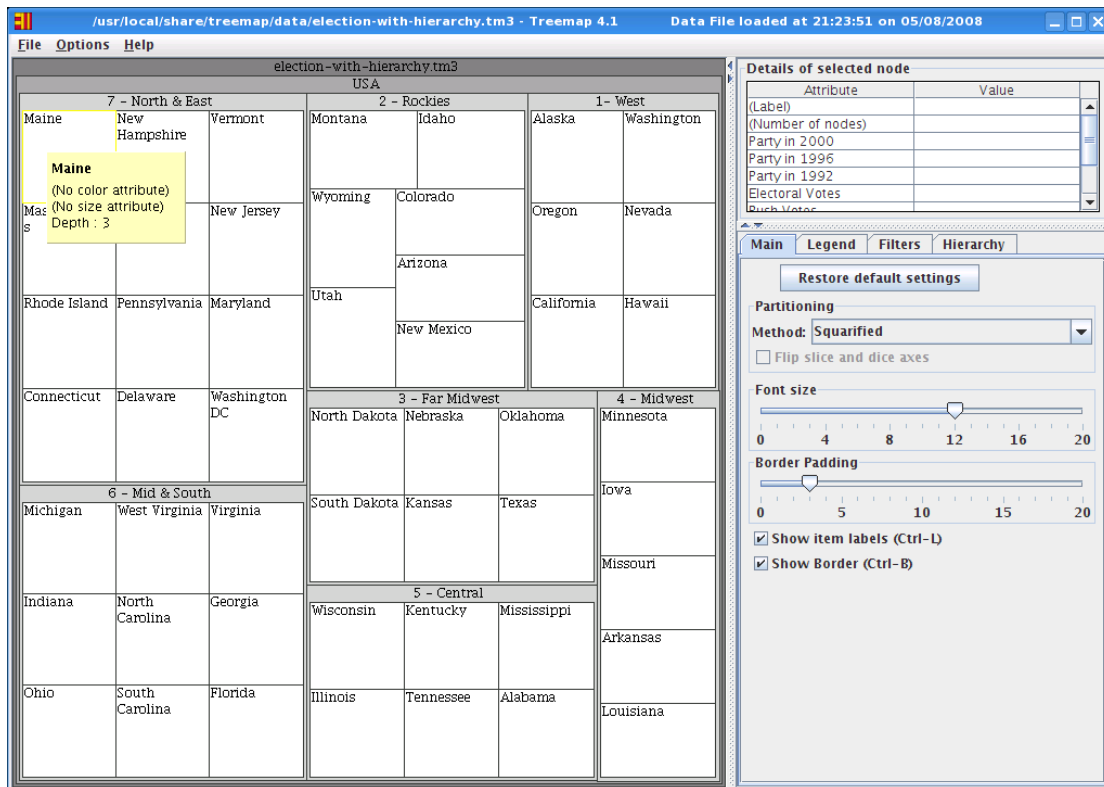 /usr/local/share/treemap/data/election-with-hierarchy.tm3 - Treemap 4.1 Data File loaded at 21:23:51 on 05/08/2008
File Options Help
election-with-hierarchy.tm3
USA
7 - North & East
Maine
New
Hampshire
Vermont
Maine
(No color attribute)
(No size attribute)
Depth : 3
Mas
s
New Jersey
Rhode Island
Pennsylvania
Maryland
Connecticut
Delaware
Washington
DC
6 - Mid & South
Michigan
West Virginia
Virginia
Indiana
North
Carolina
Georgia
Ohio
South
Carolina
Florida
2 - Rockies
Montana
Idaho
Wyoming
Colorado
Arizona
Utah
New Mexico
1- West
Alaska
Washington
Oregon
Nevada
California
Hawaii
3 - Far Midwest
North Dakota
Nebraska
Oklahoma
South Dakota
Kansas
Texas
4 - Midwest
Minnesota
Iowa
Missouri
Arkansas
Louisiana
5 - Central
Wisconsin
Kentucky
Mississippi
Illinois
Tennessee
Alabama
Details of selected node
Attribute Value
(Label)
(Number of nodes)
Party in 2000
Party in 1996
Party in 1992
Electoral Votes
Bush Votes
Main Legend Filters Hierarchy
Restore default settings
Partitioning
Method: Squarified
Flip slice and dice axes
Font size
0 4 8 12 16 20
Border Padding
0 5 10 15 20
Show item labels (Ctrl-L)
Show Border (Ctrl-B)